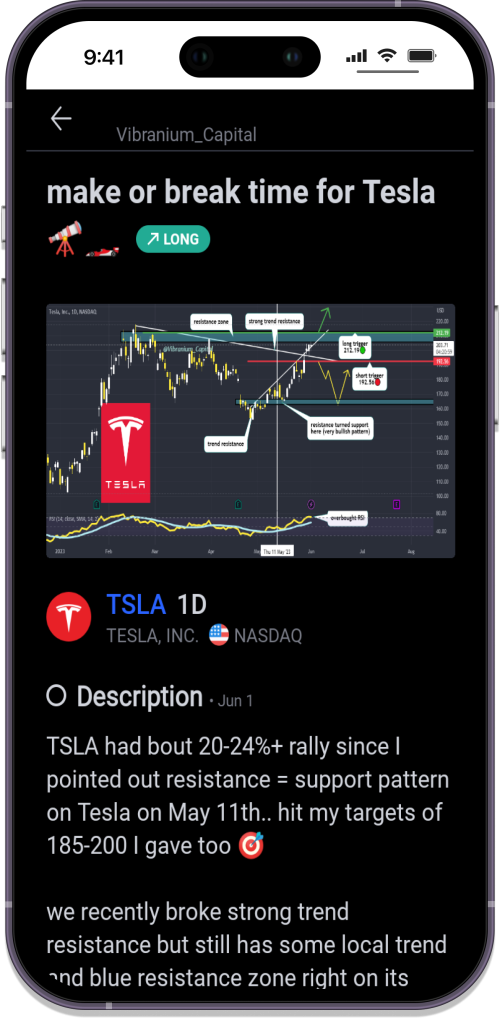 9:41
Vibranium_Capital
make or break time for Tesla
LONG
Tesla, Inc., 1D, NASDAQ
USD
resistance zone
strong trend resistance
@Vibranium_Capital
long trigger
212.19
short trigger
192.56
trend resistance
resistance turned support
here (very bullish pattern)
TESLA
overbought RSI
2023
Feb
Mar
Apr
Thu 11 May '23
Jun
Jul
Aug
TSLA 1D
TESLA, INC. NASDAQ
Description • Jun 1
TSLA had bout 20-24%+ rally since I
pointed out resistance = support pattern
on Tesla on May 11th.. hit my targets of
185-200 I gave too
we recently broke strong trend
resistance but still has some local trend
and blue resistance zone right on its